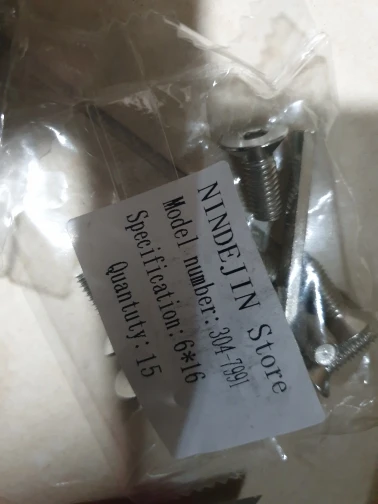 NINDEJIN Store
Model number: 304-7991
Specification: 6*16
Quantuty: 15